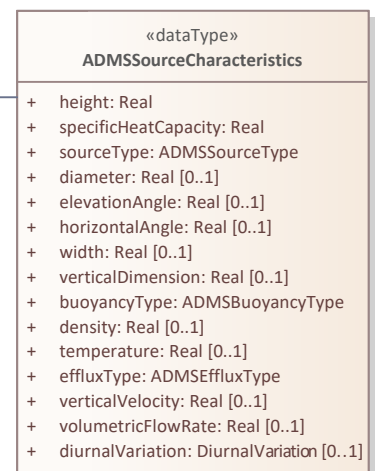 «dataType»
ADMSSourceCharacteristics
+ height: Real
+ specificHeatCapacity: Real
+ sourceType: ADMSSourceType
+ diameter: Real [0..1]
+ elevationAngle: Real [0..1]
+ horizontalAngle: Real [0..1]
+ width: Real [0..1]
+ verticalDimension: Real [0..1]
+ buoyancyType: ADMSBuoyancyType
+ density: Real [0..1]
+ temperature: Real [0..1]
+ effluxType: ADMSEffluxType
+ verticalVelocity: Real [0..1]
+ volumetricFlowRate: Real [0..1]
+ diurnalVariation: DiurnalVariation [0..1]